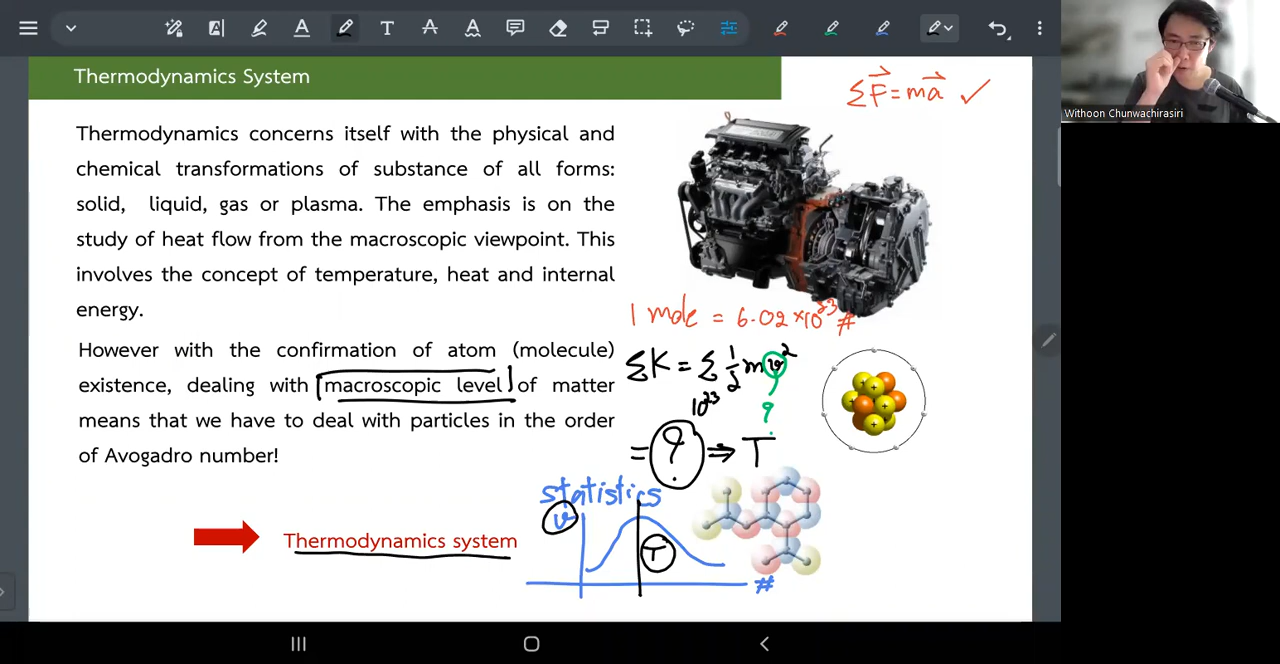 Thermodynamics System
ΣF⃗ = ma⃗ ✓
Withoon Chunwachirasiri
Thermodynamics concerns itself with the physical and
chemical transformations of substance of all forms:
solid, liquid, gas or plasma. The emphasis is on the
study of heat flow from the macroscopic viewpoint. This
involves the concept of temperature, heat and internal
energy.
1 mole = 6.02 ×10²³ #
However with the confirmation of atom (molecule)
existence, dealing with macroscopic level of matter
means that we have to deal with particles in the order
of Avogadro number!
ΣK = Σ ½ mv²
10²³
?
= ? ⇒ T
statistics
v
T
#
Thermodynamics system